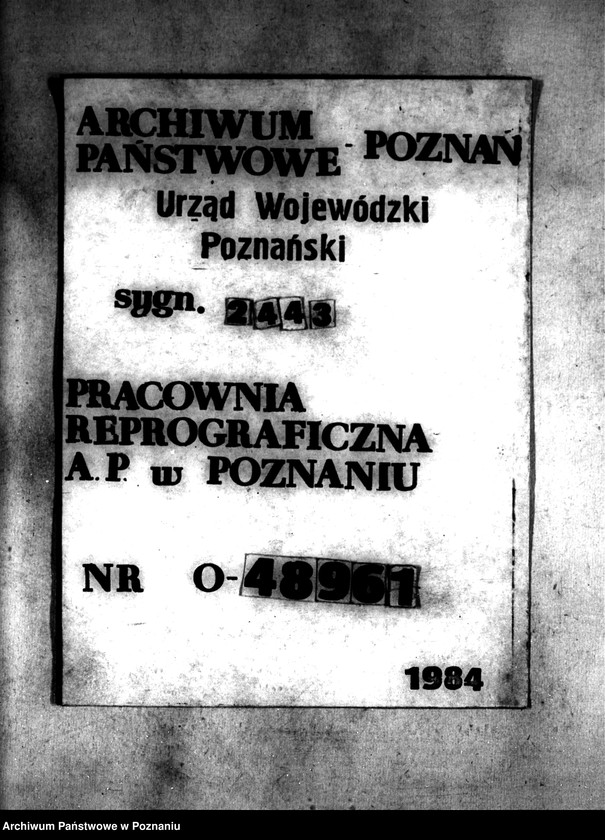 ARCHIWUM
PAŃSTWOWE - POZNAŃ
Urząd Wojewódzki
Poznański
sygn. 2443
PRACOWNIA
REPROGRAFICZNA
A.P. w POZNANIU
NR O-48961
1984
Archiwum Państwowe w Poznaniu